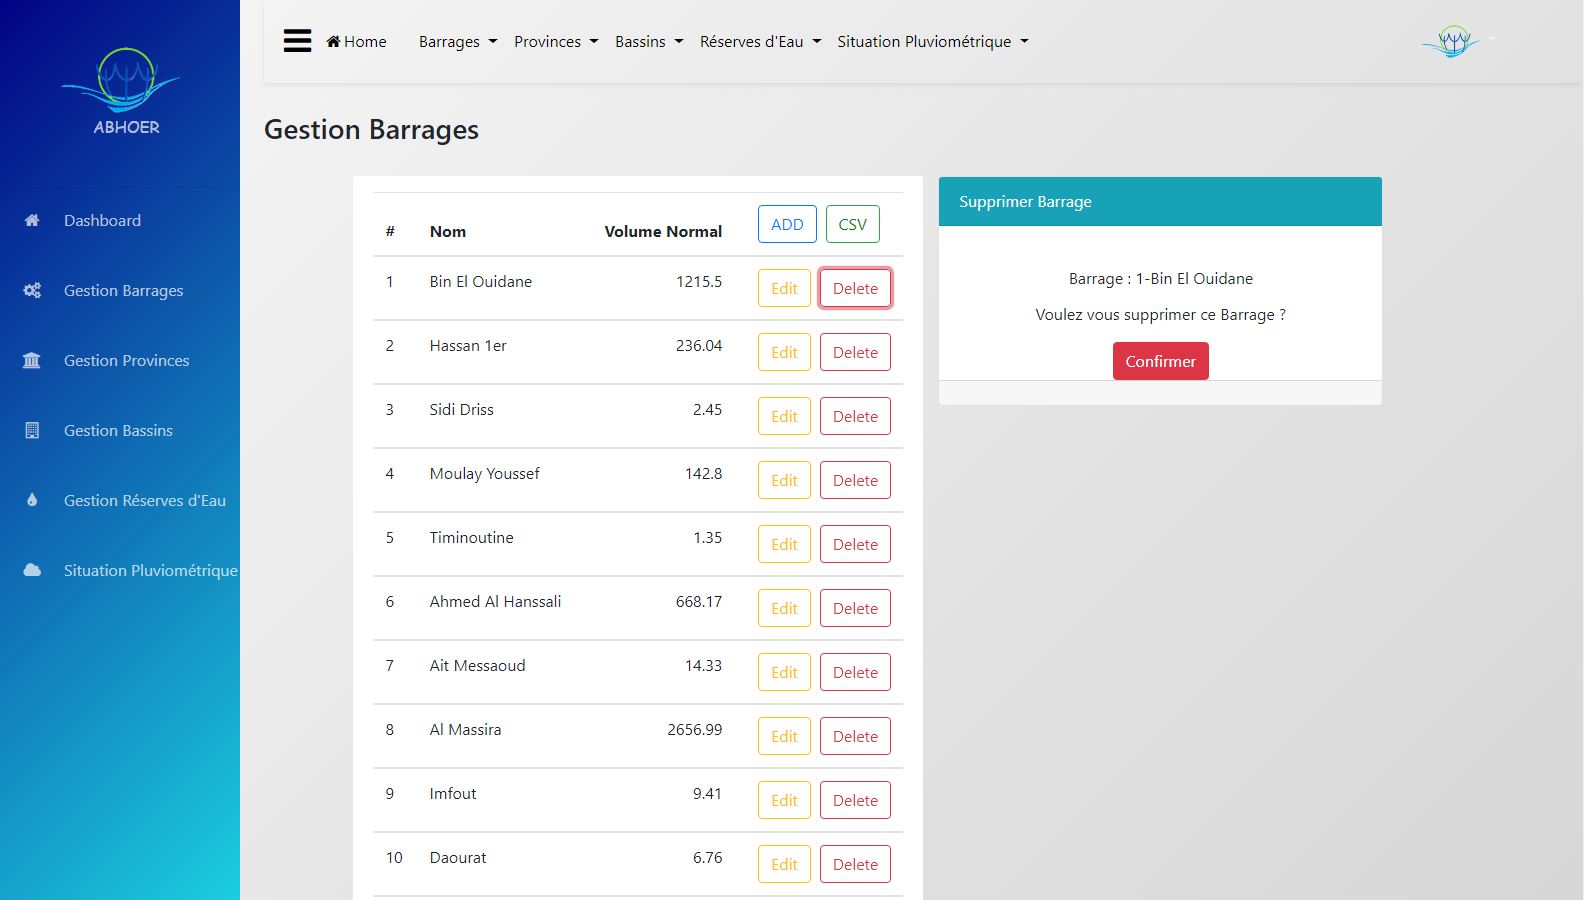 ABHOER
Dashboard
Gestion Barrages
Gestion Provinces
Gestion Bassins
Gestion Réserves d'Eau
Situation Pluviométrique
Home Barrages Provinces Bassins Réserves d'Eau Situation Pluviométrique
Gestion Barrages
# Nom Volume Normal ADD CSV
1 Bin El Ouidane 1215.5 Edit Delete
2 Hassan 1er 236.04 Edit Delete
3 Sidi Driss 2.45 Edit Delete
4 Moulay Youssef 142.8 Edit Delete
5 Timinoutine 1.35 Edit Delete
6 Ahmed Al Hanssali 668.17 Edit Delete
7 Ait Messaoud 14.33 Edit Delete
8 Al Massira 2656.99 Edit Delete
9 Imfout 9.41 Edit Delete
10 Daourat 6.76 Edit Delete
Supprimer Barrage
Barrage : 1-Bin El Ouidane
Voulez vous supprimer ce Barrage ?
Confirmer